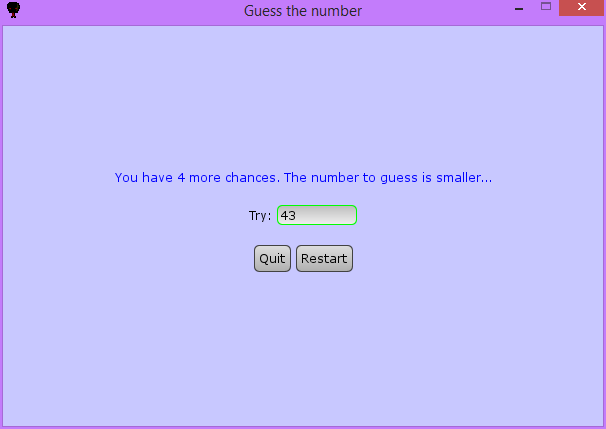 Guess the number
You have 4 more chances. The number to guess is smaller...
Try: 43
Quit Restart